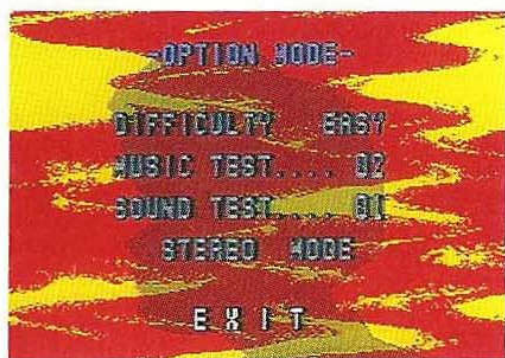 -OPTION MODE-
DIFFICULTY EASY
MUSIC TEST.... 02
SOUND TEST.... 01
STEREO MODE
EXIT